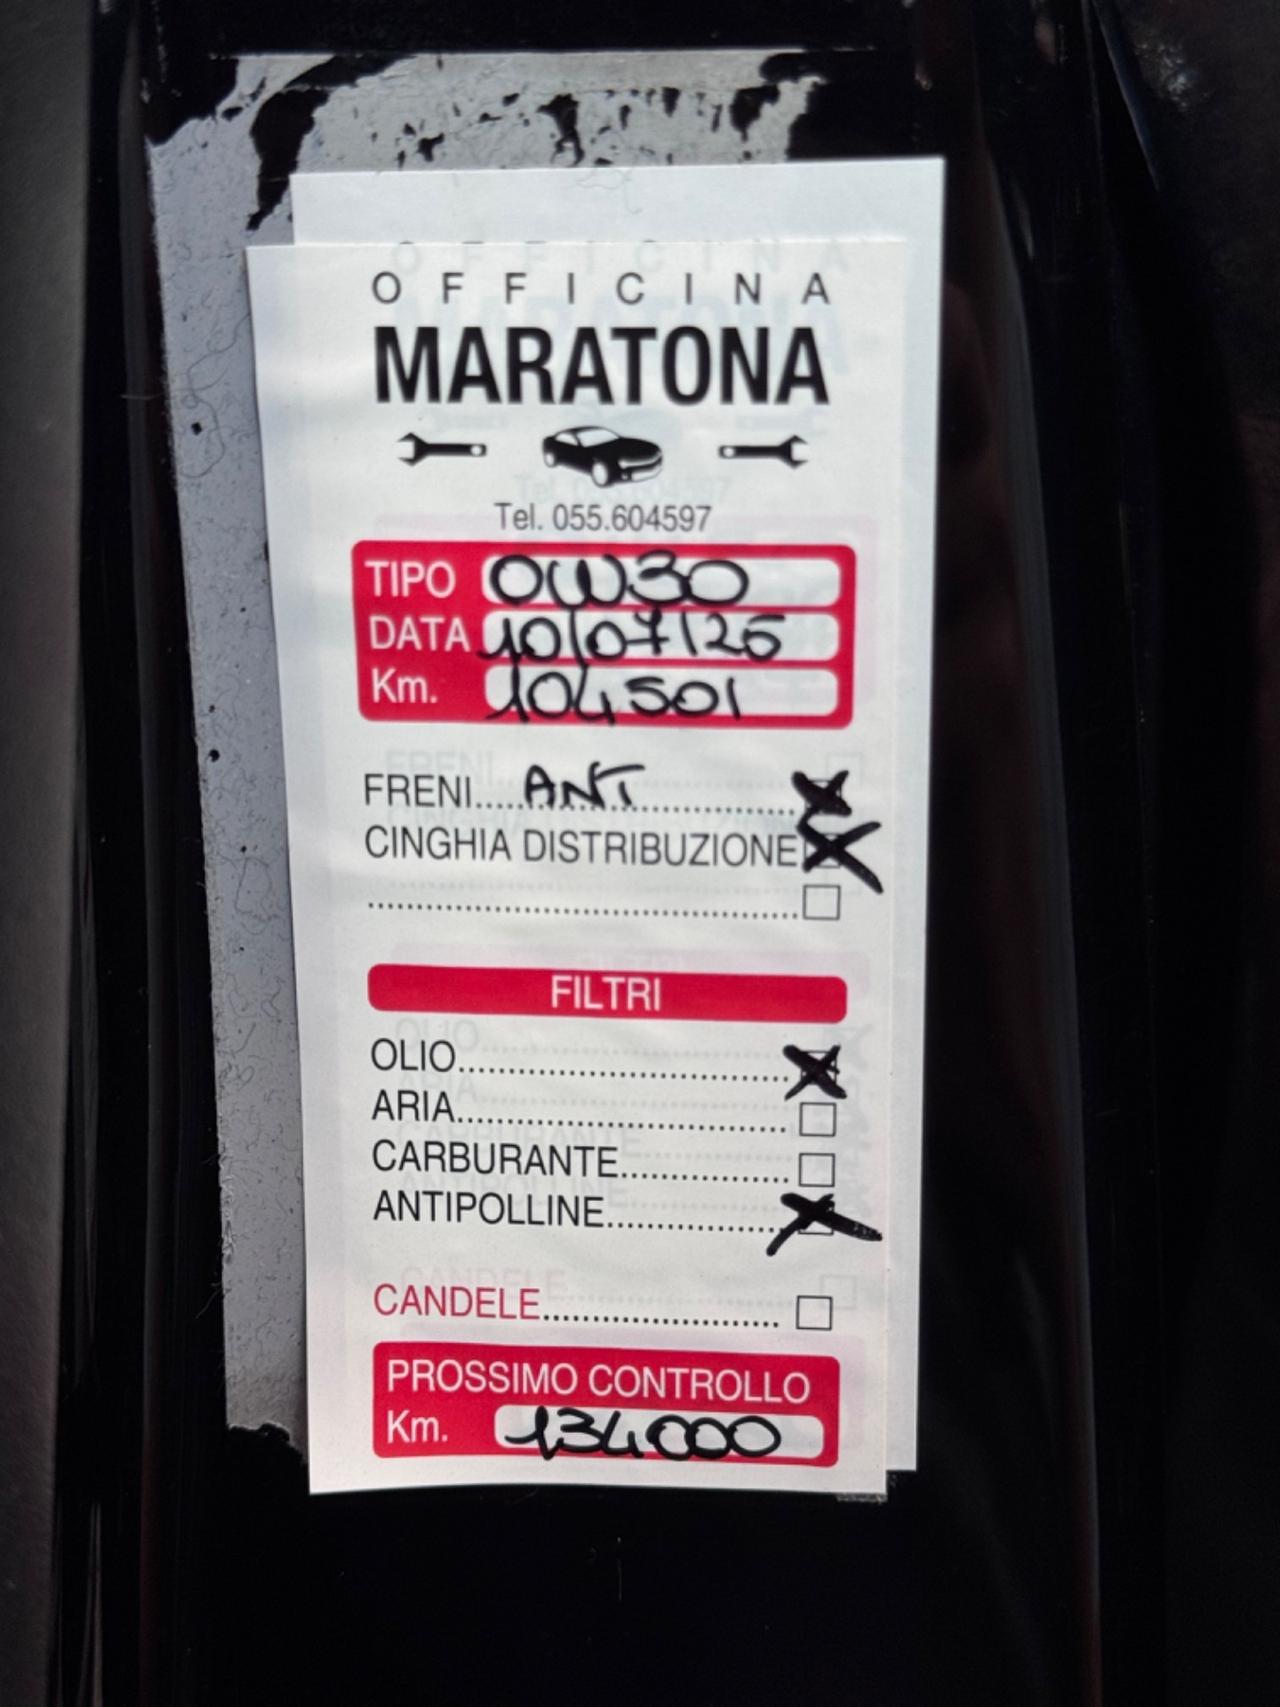 OFFICINA
MARATONA
Tel. 055.604597
TIPO 0W30
DATA 10/07/25
Km. 104501
FRENI.... ANT ....................
CINGHIA DISTRIBUZIONE
FILTRI
OLIO
ARIA
CARBURANTE
ANTIPOLLINE
CANDELE
PROSSIMO CONTROLLO
Km. 134000